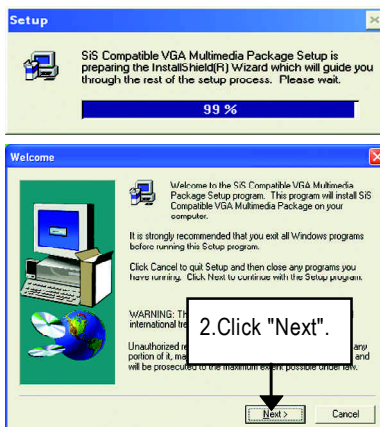 Setup
SiS Compatible VGA Multimedia Package Setup is
preparing the InstallShield(R) Wizard which will guide you
through the rest of the setup process. Please wait.
99 %
Welcome
Welcome to the SiS Compatible VGA Multimedia
Package Setup program. This program will install SiS
Compatible VGA Multimedia Package on your
computer.
It is strongly recommended that you exit all Windows programs
before running this Setup program.
Click Cancel to quit Setup and then close any programs you
have running. Click Next to continue with the Setup program.
WARNING:
international
2.Click "Next".
Unauthorized any
portion of it, and
will be prosecuted to the maximum extent possible under law.
Next >
Cancel